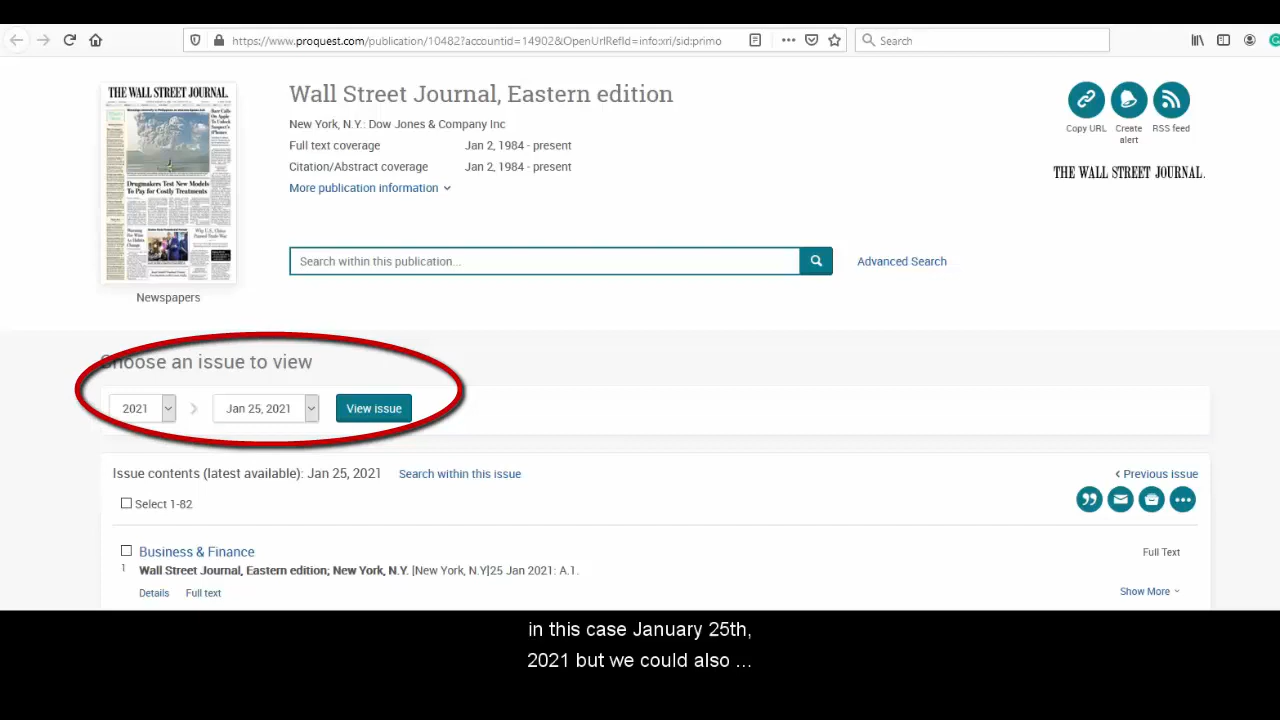 https://www.proquest.com/publication/10482?accountid=14902&OpenUrlRefId=info:xri/sid:primo
Search
THE WALL STREET JOURNAL.
Drugmakers Test New Models
To Pay for Costly Treatments
Newspapers
Wall Street Journal, Eastern edition
New York, N.Y.: Dow Jones & Company Inc
Full text coverage Jan 2, 1984 - present
Citation/Abstract coverage Jan 2, 1984 - present
More publication information
Search within this publication...
Advanced Search
Copy URL
Create alert
RSS feed
THE WALL STREET JOURNAL.
Choose an issue to view
2021
Jan 25, 2021
View issue
Issue contents (latest available): Jan 25, 2021 Search within this issue
‹ Previous issue
Select 1-82
Business & Finance
Full Text
1 Wall Street Journal, Eastern edition; New York, N.Y. [New York, N.Y]25 Jan 2021: A.1.
Details Full text
Show More
in this case January 25th,
2021 but we could also ...